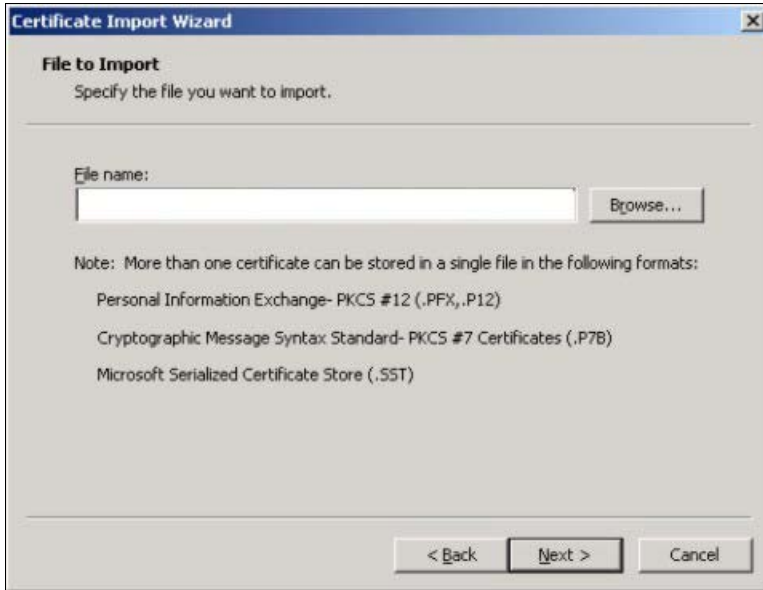 Certificate Import Wizard
File to Import
Specify the file you want to import.
File name:
Browse...
Note: More than one certificate can be stored in a single file in the following formats:
Personal Information Exchange- PKCS #12 (.PFX,.P12)
Cryptographic Message Syntax Standard- PKCS #7 Certificates (.P7B)
Microsoft Serialized Certificate Store (.SST)
< Back
Next >
Cancel